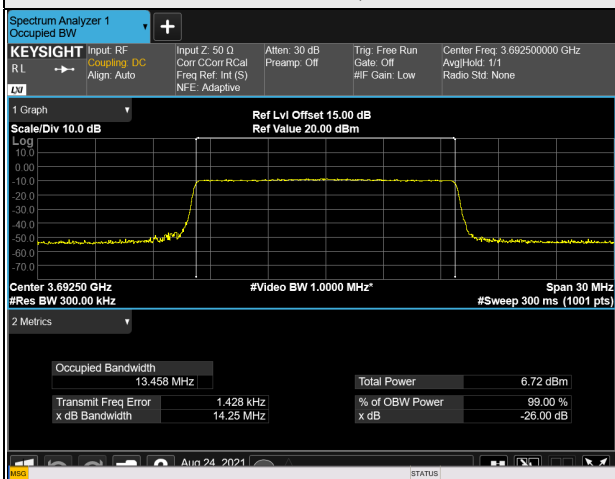 Spectrum Analyzer 1
Occupied BW
+
KEYSIGHT
R L
LXI
Input: RF
Coupling: DC
Align: Auto
Input Z: 50 Ω
Corr CCorr RCal
Freq Ref: Int (S)
NFE: Adaptive
Atten: 30 dB
Preamp: Off
Trig: Free Run
Gate: Off
#IF Gain: Low
Center Freq: 3.692500000 GHz
Avg|Hold: 1/1
Radio Std: None
1 Graph
Scale/Div 10.0 dB
Ref Lvl Offset 15.00 dB
Ref Value 20.00 dBm
Log
10.0
0.00
-10.0
-20.0
-30.0
-40.0
-50.0
-60.0
-70.0
Center 3.69250 GHz
#Video BW 1.0000 MHz*
Span 30 MHz
#Res BW 300.00 kHz
#Sweep 300 ms (1001 pts)
2 Metrics
Occupied Bandwidth
13.458 MHz
Total Power 6.72 dBm
Transmit Freq Error 1.428 kHz
% of OBW Power 99.00 %
x dB Bandwidth 14.25 MHz
x dB -26.00 dB
Aug 24, 2021
MSG
STATUS